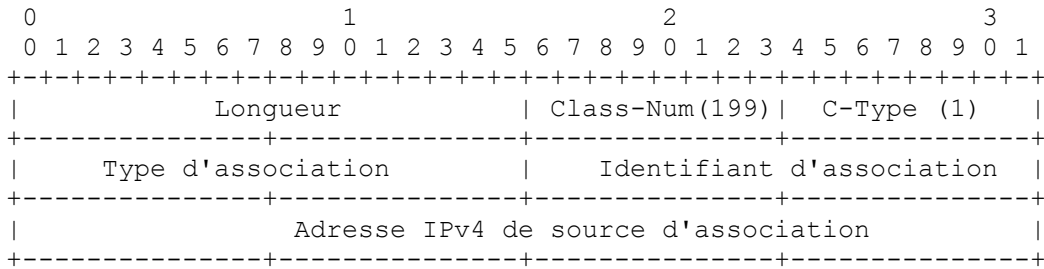 0                   1                   2                   3
 0 1 2 3 4 5 6 7 8 9 0 1 2 3 4 5 6 7 8 9 0 1 2 3 4 5 6 7 8 9 0 1
+-+-+-+-+-+-+-+-+-+-+-+-+-+-+-+-+-+-+-+-+-+-+-+-+-+-+-+-+-+-+-+-+
|            Longueur           | Class-Num(199)|  C-Type (1)   |
+---------------+---------------+---------------+---------------+
|     Type d'association        |    Identifiant d'association  |
+---------------+---------------+---------------+---------------+
|                 Adresse IPv4 de source d'association          |
+---------------+---------------+---------------+---------------+